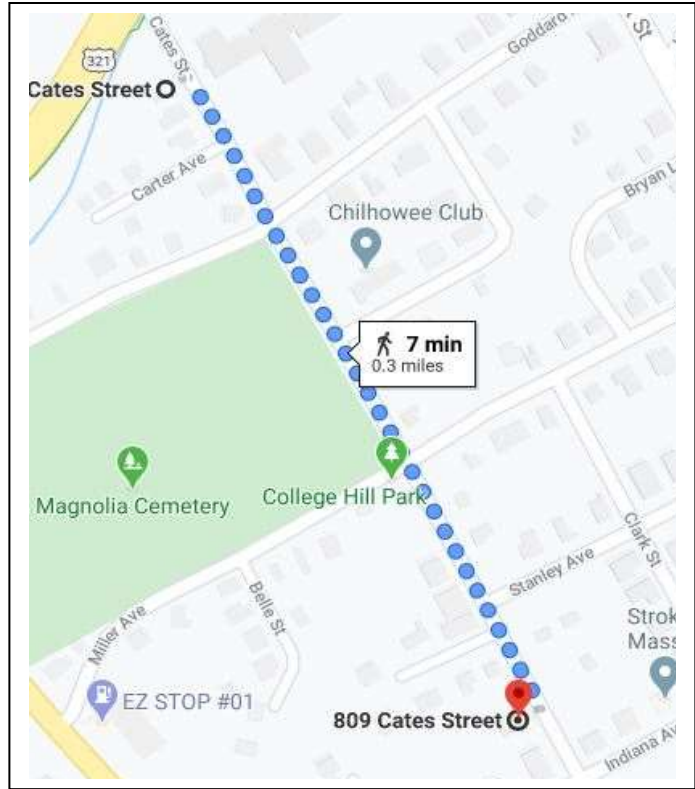 321
Cates St
Goddard
St
Cates Street
Carter Ave
Bryan L
Chilhowee Club
7 min
0.3 miles
Magnolia Cemetery
College Hill Park
Clark St
Stanley Ave
Belle St
Miller Ave
Strok
Mass
EZ STOP #01
809 Cates Street
Indiana Av